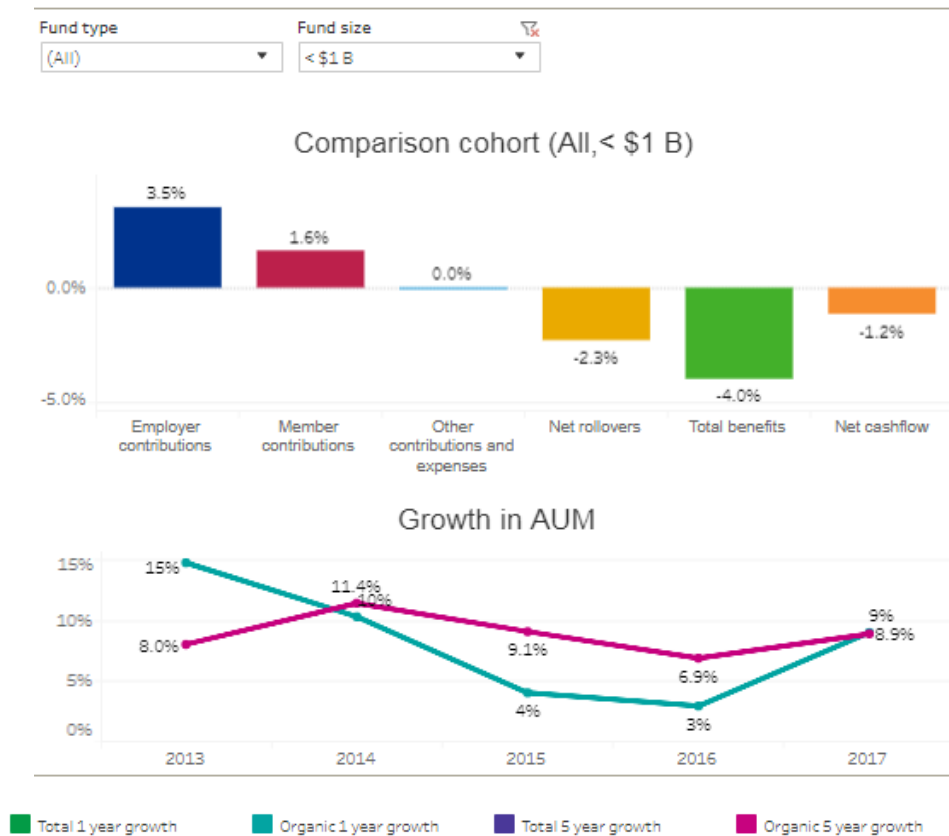 Fund type Fund size
(All) < $1 B
Comparison cohort (All,< $1 B)
3.5%
1.6%
0.0%
0.0%
-2.3%
-1.2%
-4.0%
-5.0%
Employer contributions
Member contributions
Other contributions and expenses
Net rollovers
Total benefits
Net cashflow
Growth in AUM
15%
15%
11.4%
10%
9%
10%
8.9%
8.0%
9.1%
6.9%
5%
4%
3%
0%
2013 2014 2015 2016 2017
Total 1 year growth Organic 1 year growth Total 5 year growth Organic 5 year growth